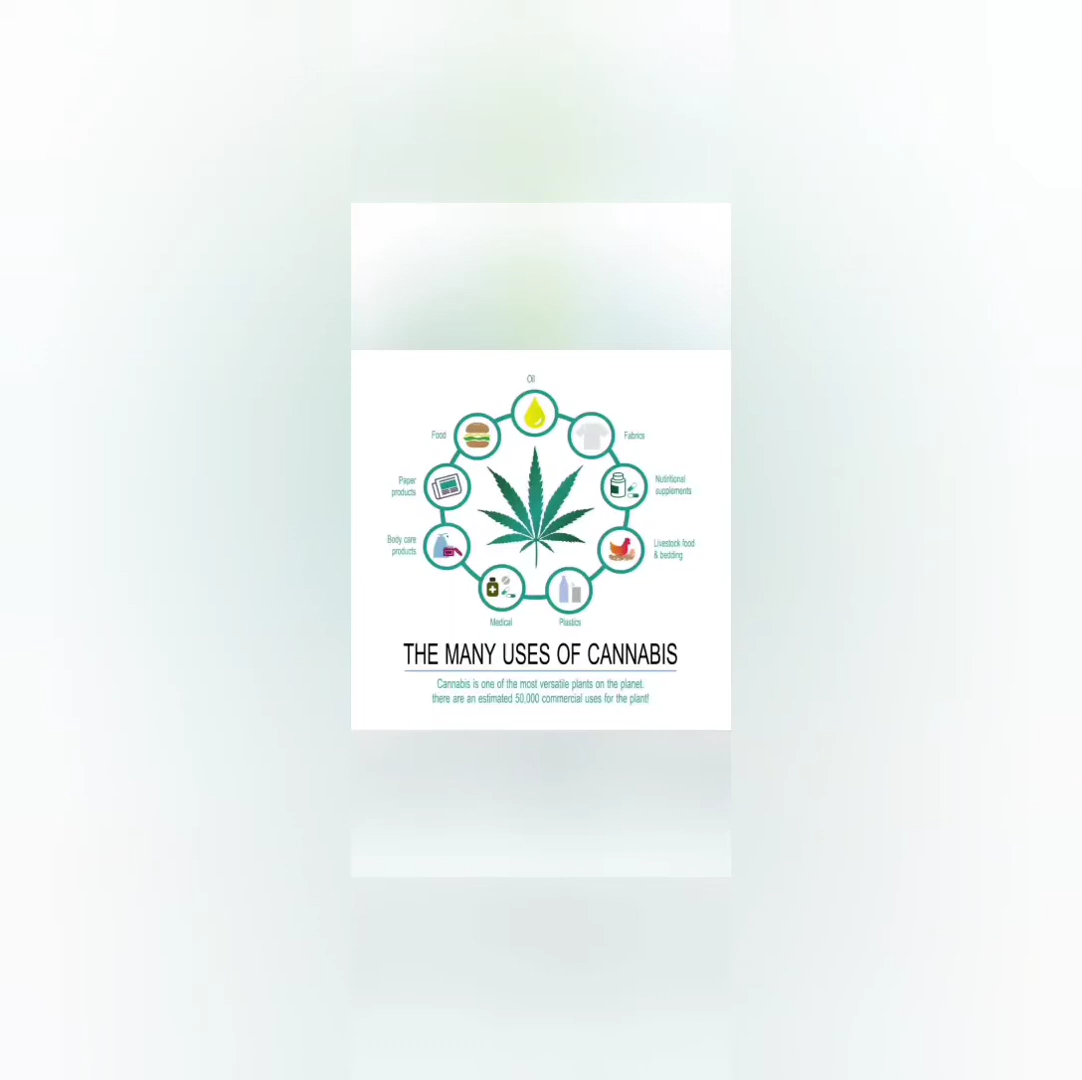 Oil
Food
Fabrics
Paper
products
Nutritional
supplements
Body care
products
Livestock food
& bedding
Medical
Plastics
THE MANY USES OF CANNABIS
Cannabis is one of the most versatile plants on the planet.
there are an estimated 50,000 commercial uses for the plant!